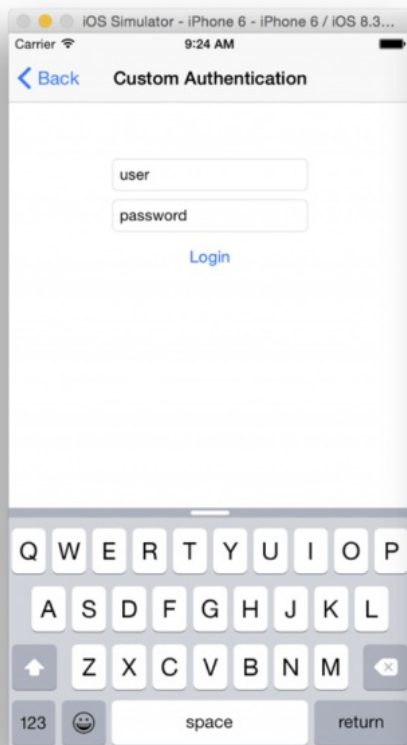 iOS Simulator - iPhone 6 - iPhone 6 / iOS 8.3...
Carrier 9:24 AM
Back Custom Authentication
user
password
Login
Q W E R T Y U I O P
A S D F G H J K L
Z X C V B N M
123 space return